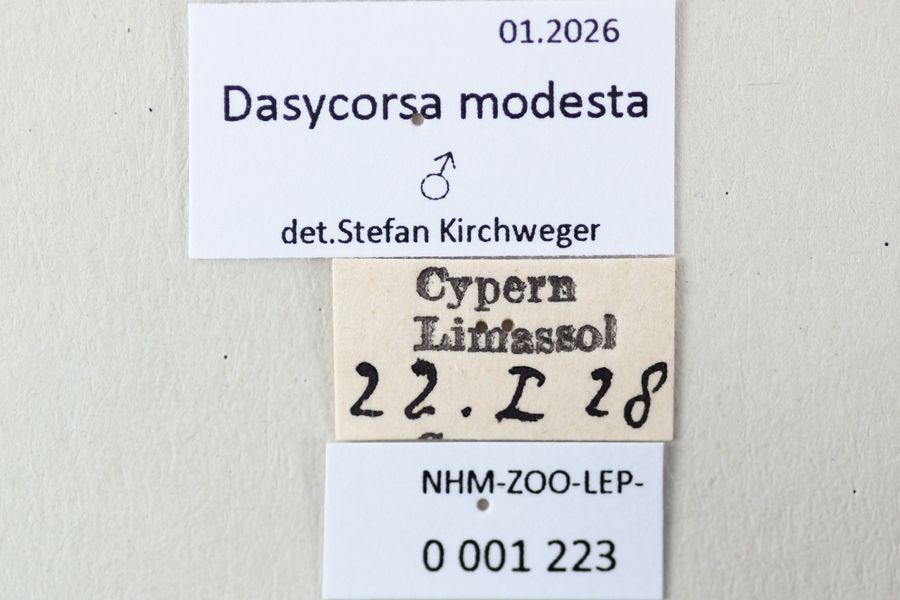 01.2026
Dasycorsa modesta
♂
det.Stefan Kirchweger
Cypern
Limassol
22.I 28
NHM-ZOO-LEP-
0 001 223